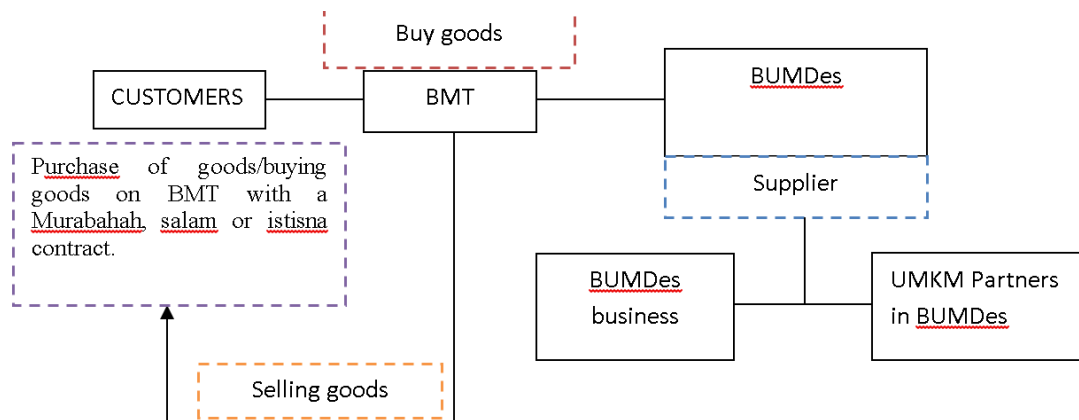 Buy goods
CUSTOMERS
BMT
BUMDes
Purchase of goods/buying
goods on BMT with a
Murabahah, salam or istisna
contract.
Supplier
BUMDes
business
UMKM Partners
in BUMDes
Selling goods